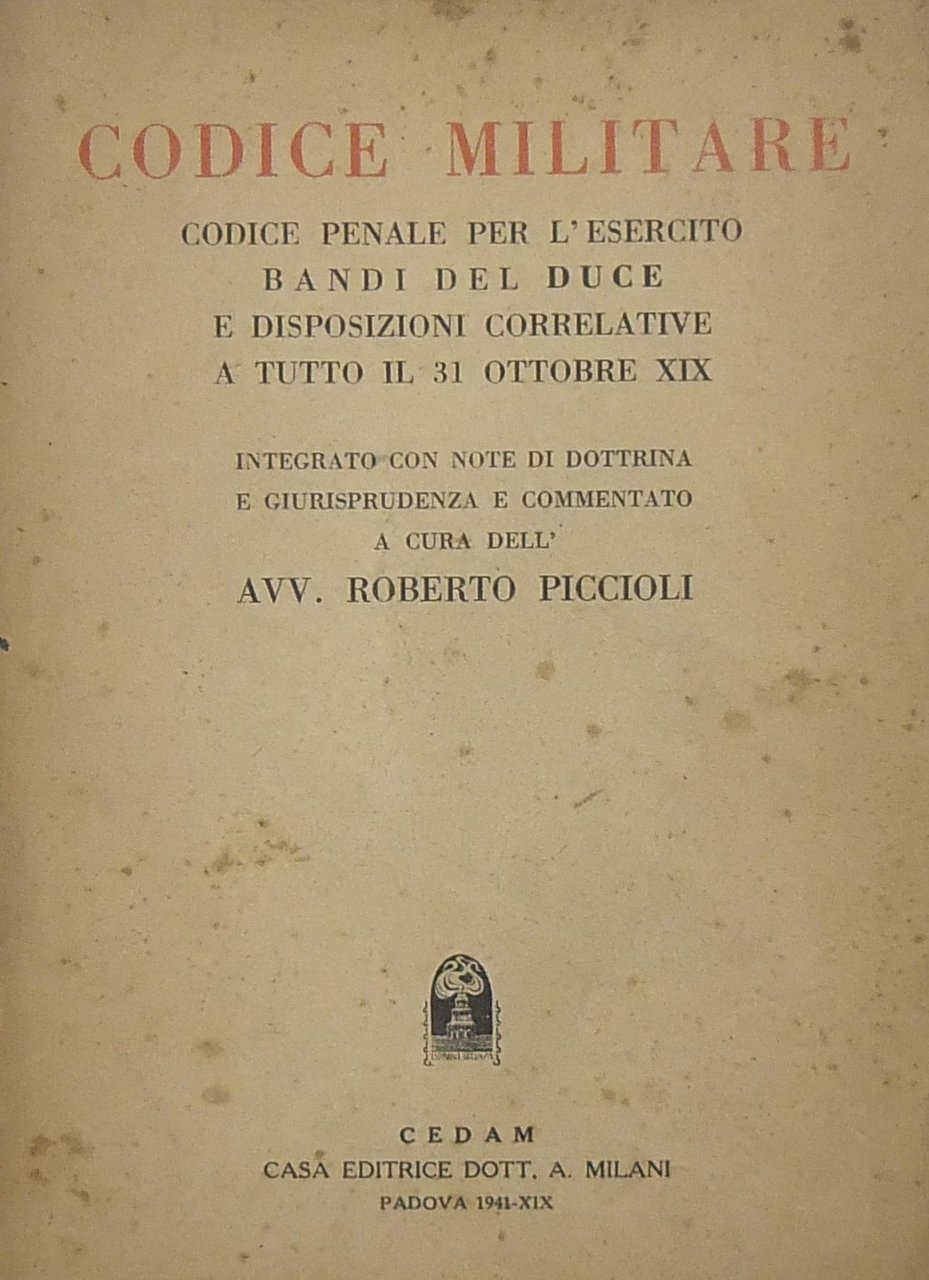 CODICE MILITARE
CODICE PENALE PER L'ESERCITO
BANDI DEL DUCE
E DISPOSIZIONI CORRELATIVE
A TUTTO IL 31 OTTOBRE XIX
INTEGRATO CON NOTE DI DOTTRINA
E GIURISPRUDENZA E COMMENTATO
A CURA DELL'
AVV. ROBERTO PICCIOLI
CEDAM
CASA EDITRICE DOTT. A. MILANI
PADOVA 1941-XIX